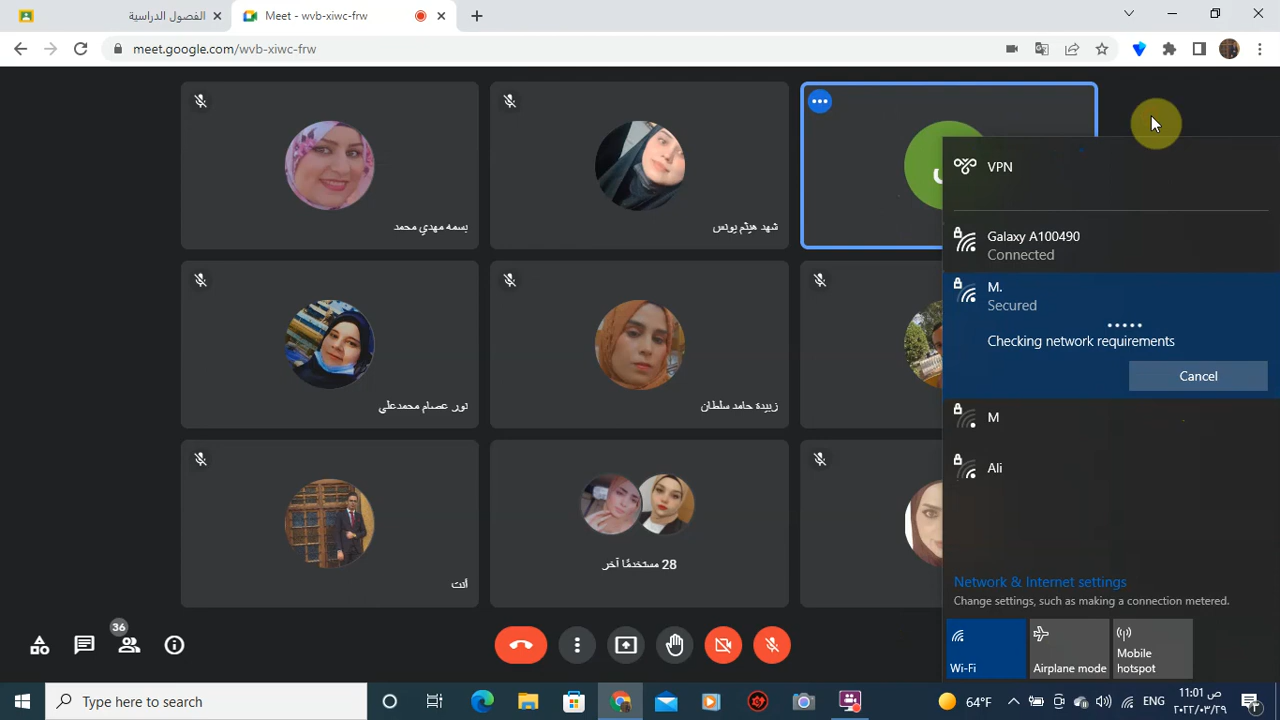 الفصول الدراسية
Meet - wvb-xiwc-frw
meet.google.com/wvb-xiwc-frw
بسمه مهدي محمد
شهد هيثم يونس
نور عصام محمدعلي
زبيدة حامد سلطان
أنت
28 مستخدمًا آخر
VPN
Galaxy A100490
Connected
M.
Secured
Checking network requirements
Cancel
M
Ali
Network & Internet settings
Change settings, such as making a connection metered.
Wi-Fi
Airplane mode
Mobile
hotspot
36
Type here to search
64°F
ENG
11:01 ص
٢٠٢٢/٠٣/٢٩